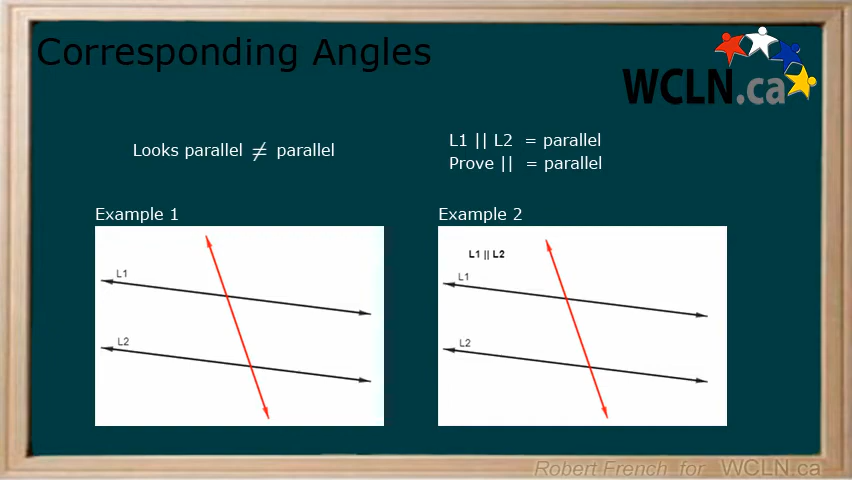 Corresponding Angles
WCLN.ca
Looks parallel ≠ parallel
L1 || L2 = parallel
Prove || = parallel
Example 1
Example 2
L1
L2
L1 || L2
L1
L2
Robert French for WCLN.ca